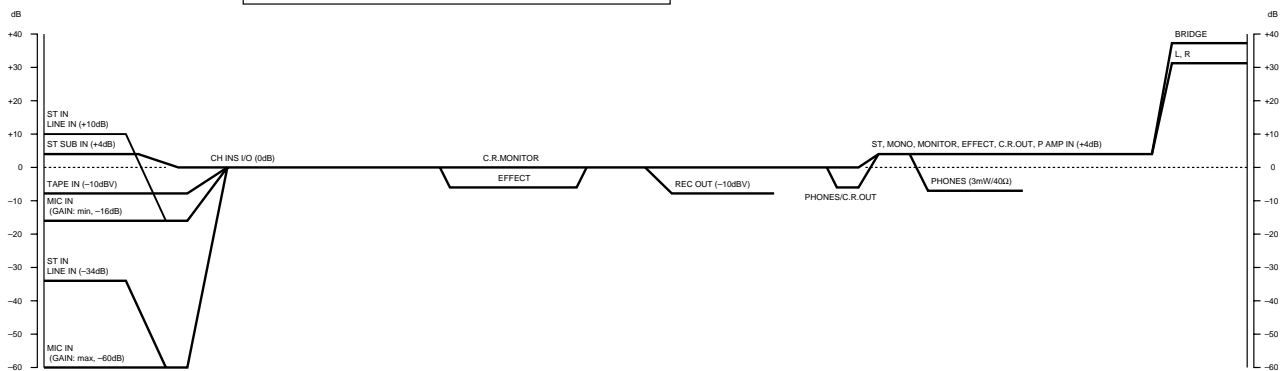 dB
dB
+40
+30
+20
+10
0
–10
–20
–30
–40
–50
–60
ST IN
LINE IN (+10dB)
ST SUB IN (+4dB)
TAPE IN (–10dBV)
MIC IN
(GAIN: min, –16dB)
ST IN
LINE IN (–34dB)
MIC IN
(GAIN: max, –60dB)
CH INS I/O (0dB)
C.R.MONITOR
EFFECT
REC OUT (–10dBV)
PHONES/C.R.OUT
ST, MONO, MONITOR, EFFECT, C.R.OUT, P AMP IN (+4dB)
PHONES (3mW/40Ω)
BRIDGE
L, R
+40
+30
+20
+10
0
–10
–20
–30
–40
–50
–60